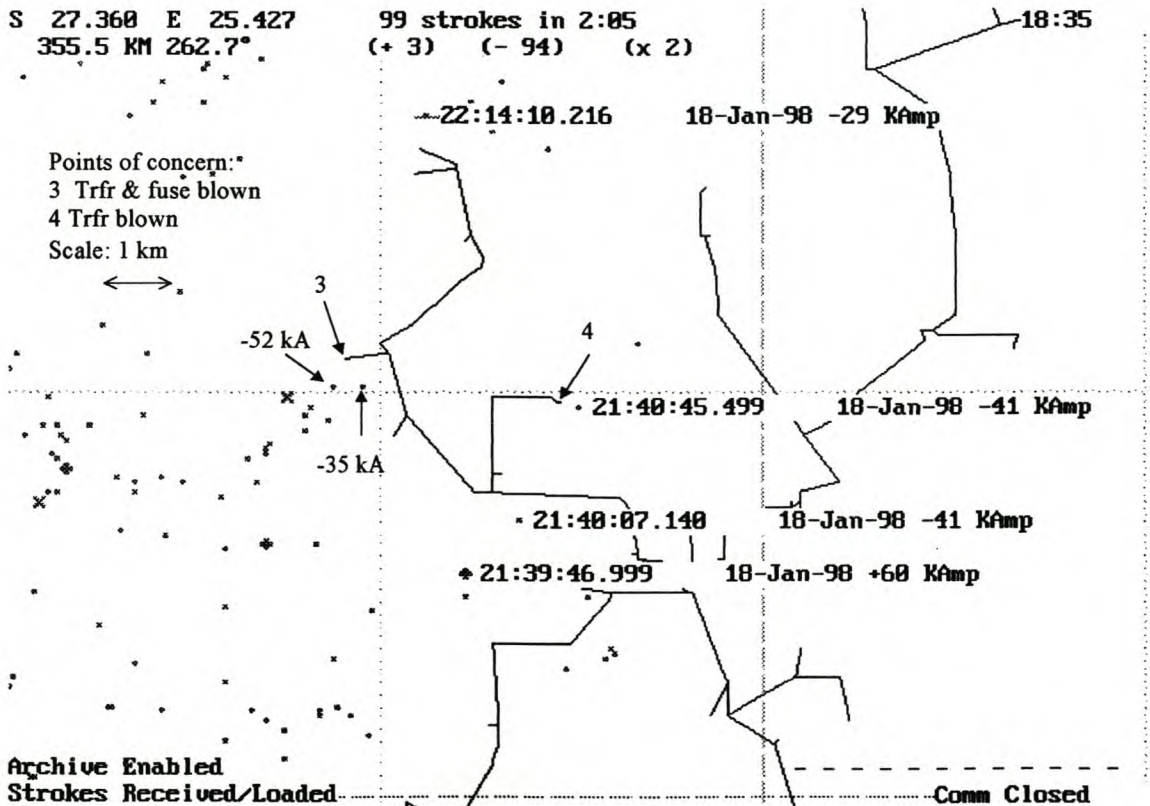 S 27.360 E 25.427 99 strokes in 2:05
355.5 KM 262.7° (+ 3) (- 94) (x 2)
18:35
22:14:10.216 18-Jan-98 -29 KAmp
Points of concern:
3 Trfr & fuse blown
4 Trfr blown
Scale: 1 km
3
-52 kA
4
21:40:45.499 18-Jan-98 -41 KAmp
-35 kA
21:40:07.140 18-Jan-98 -41 KAmp
21:39:46.999 18-Jan-98 +60 KAmp
Archive Enabled
Strokes Received/Loaded Comm Closed